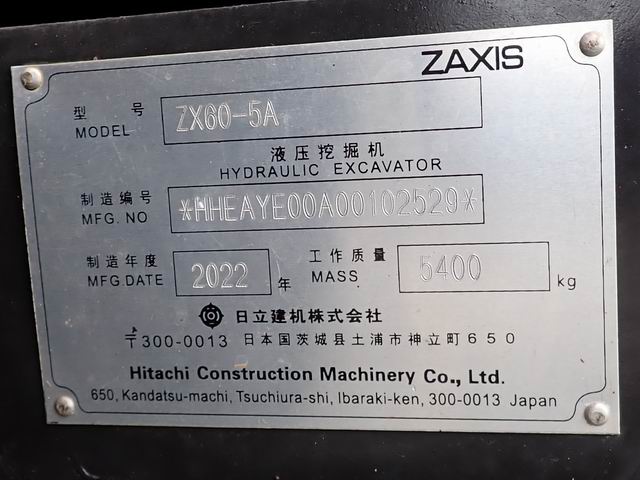 ZAXIS
型 号 ZX60-5A
MODEL
液压挖掘机
HYDRAULIC EXCAVATOR
制造编号 *HHEAYE00A00102529*
MFG. NO
制造年度 2022 年 工作质量 5400 kg
MFG.DATE MASS
日立建机株式会社
〒300-0013 日本国茨城县土浦市神立町650
Hitachi Construction Machinery Co., Ltd.
650, Kandatsu-machi, Tsuchiura-shi, Ibaraki-ken, 300-0013 Japan